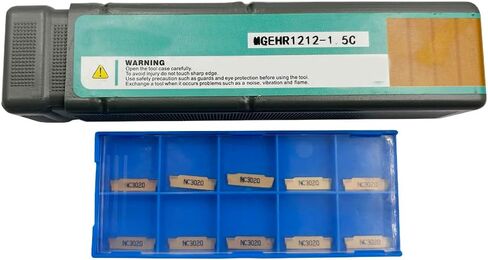 MGEHR1212-1.5C
WARNING
Open the tool case carefully.
To avoid injury do not touch sharp edge.
Use safety precaution such as guards and eye protection before using the tool.
Exchange a tool when it occurs problems such as noise, vibration and flame.
NC3020 NC3020 NC3020 NC3020 NC3020
NC3020 NC3020 NC3020 NC3020 NC3020